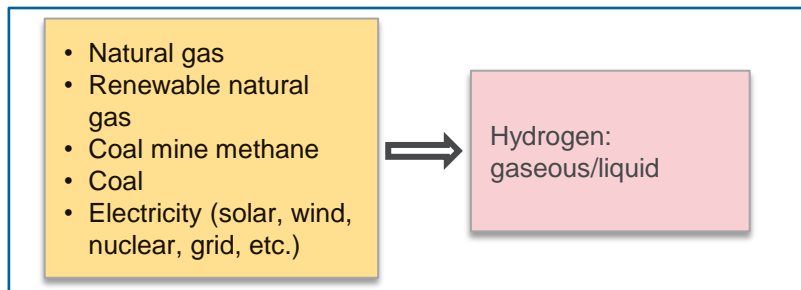 • Natural gas
• Renewable natural
gas
• Coal mine methane
• Coal
• Electricity (solar, wind,
nuclear, grid, etc.)
Hydrogen:
gaseous/liquid